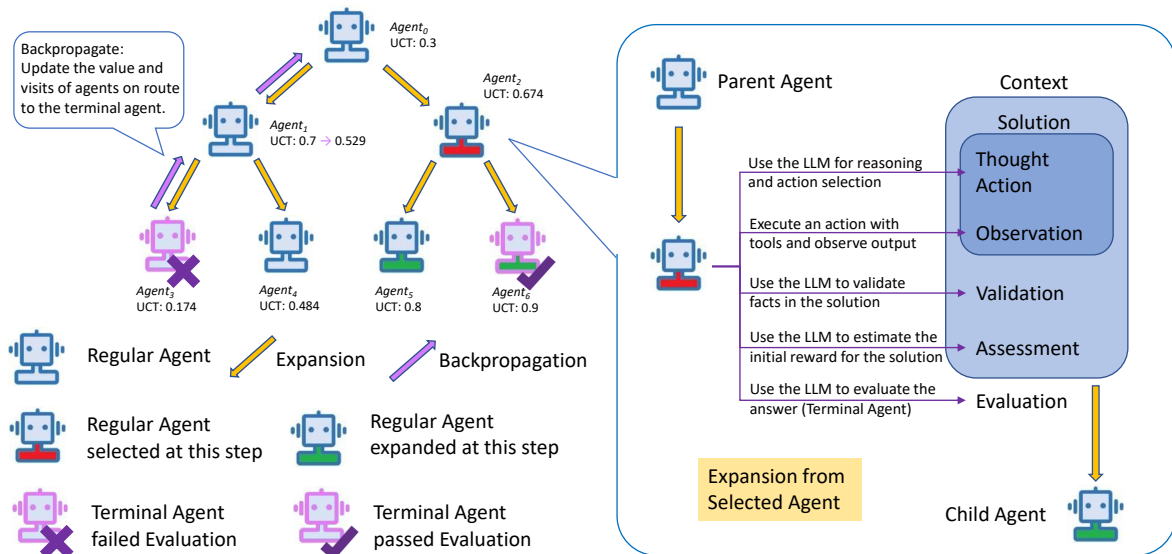 Backpropagate:
Update the value and
visits of agents on route
to the terminal agent.
Agent0
UCT: 0.3
Agent1
UCT: 0.7 → 0.529
Agent2
UCT: 0.674
Agent3
UCT: 0.174
Agent4
UCT: 0.484
Agent5
UCT: 0.8
Agent6
UCT: 0.9
Regular Agent
Expansion
Backpropagation
Regular Agent
selected at this step
Regular Agent
expanded at this step
Terminal Agent
failed Evaluation
Terminal Agent
passed Evaluation
Parent Agent
Context
Solution
Use the LLM for reasoning
and action selection
Thought
Action
Execute an action with
tools and observe output
Observation
Use the LLM to validate
facts in the solution
Validation
Use the LLM to estimate the
initial reward for the solution
Assessment
Use the LLM to evaluate the
answer (Terminal Agent)
Evaluation
Expansion from
Selected Agent
Child Agent